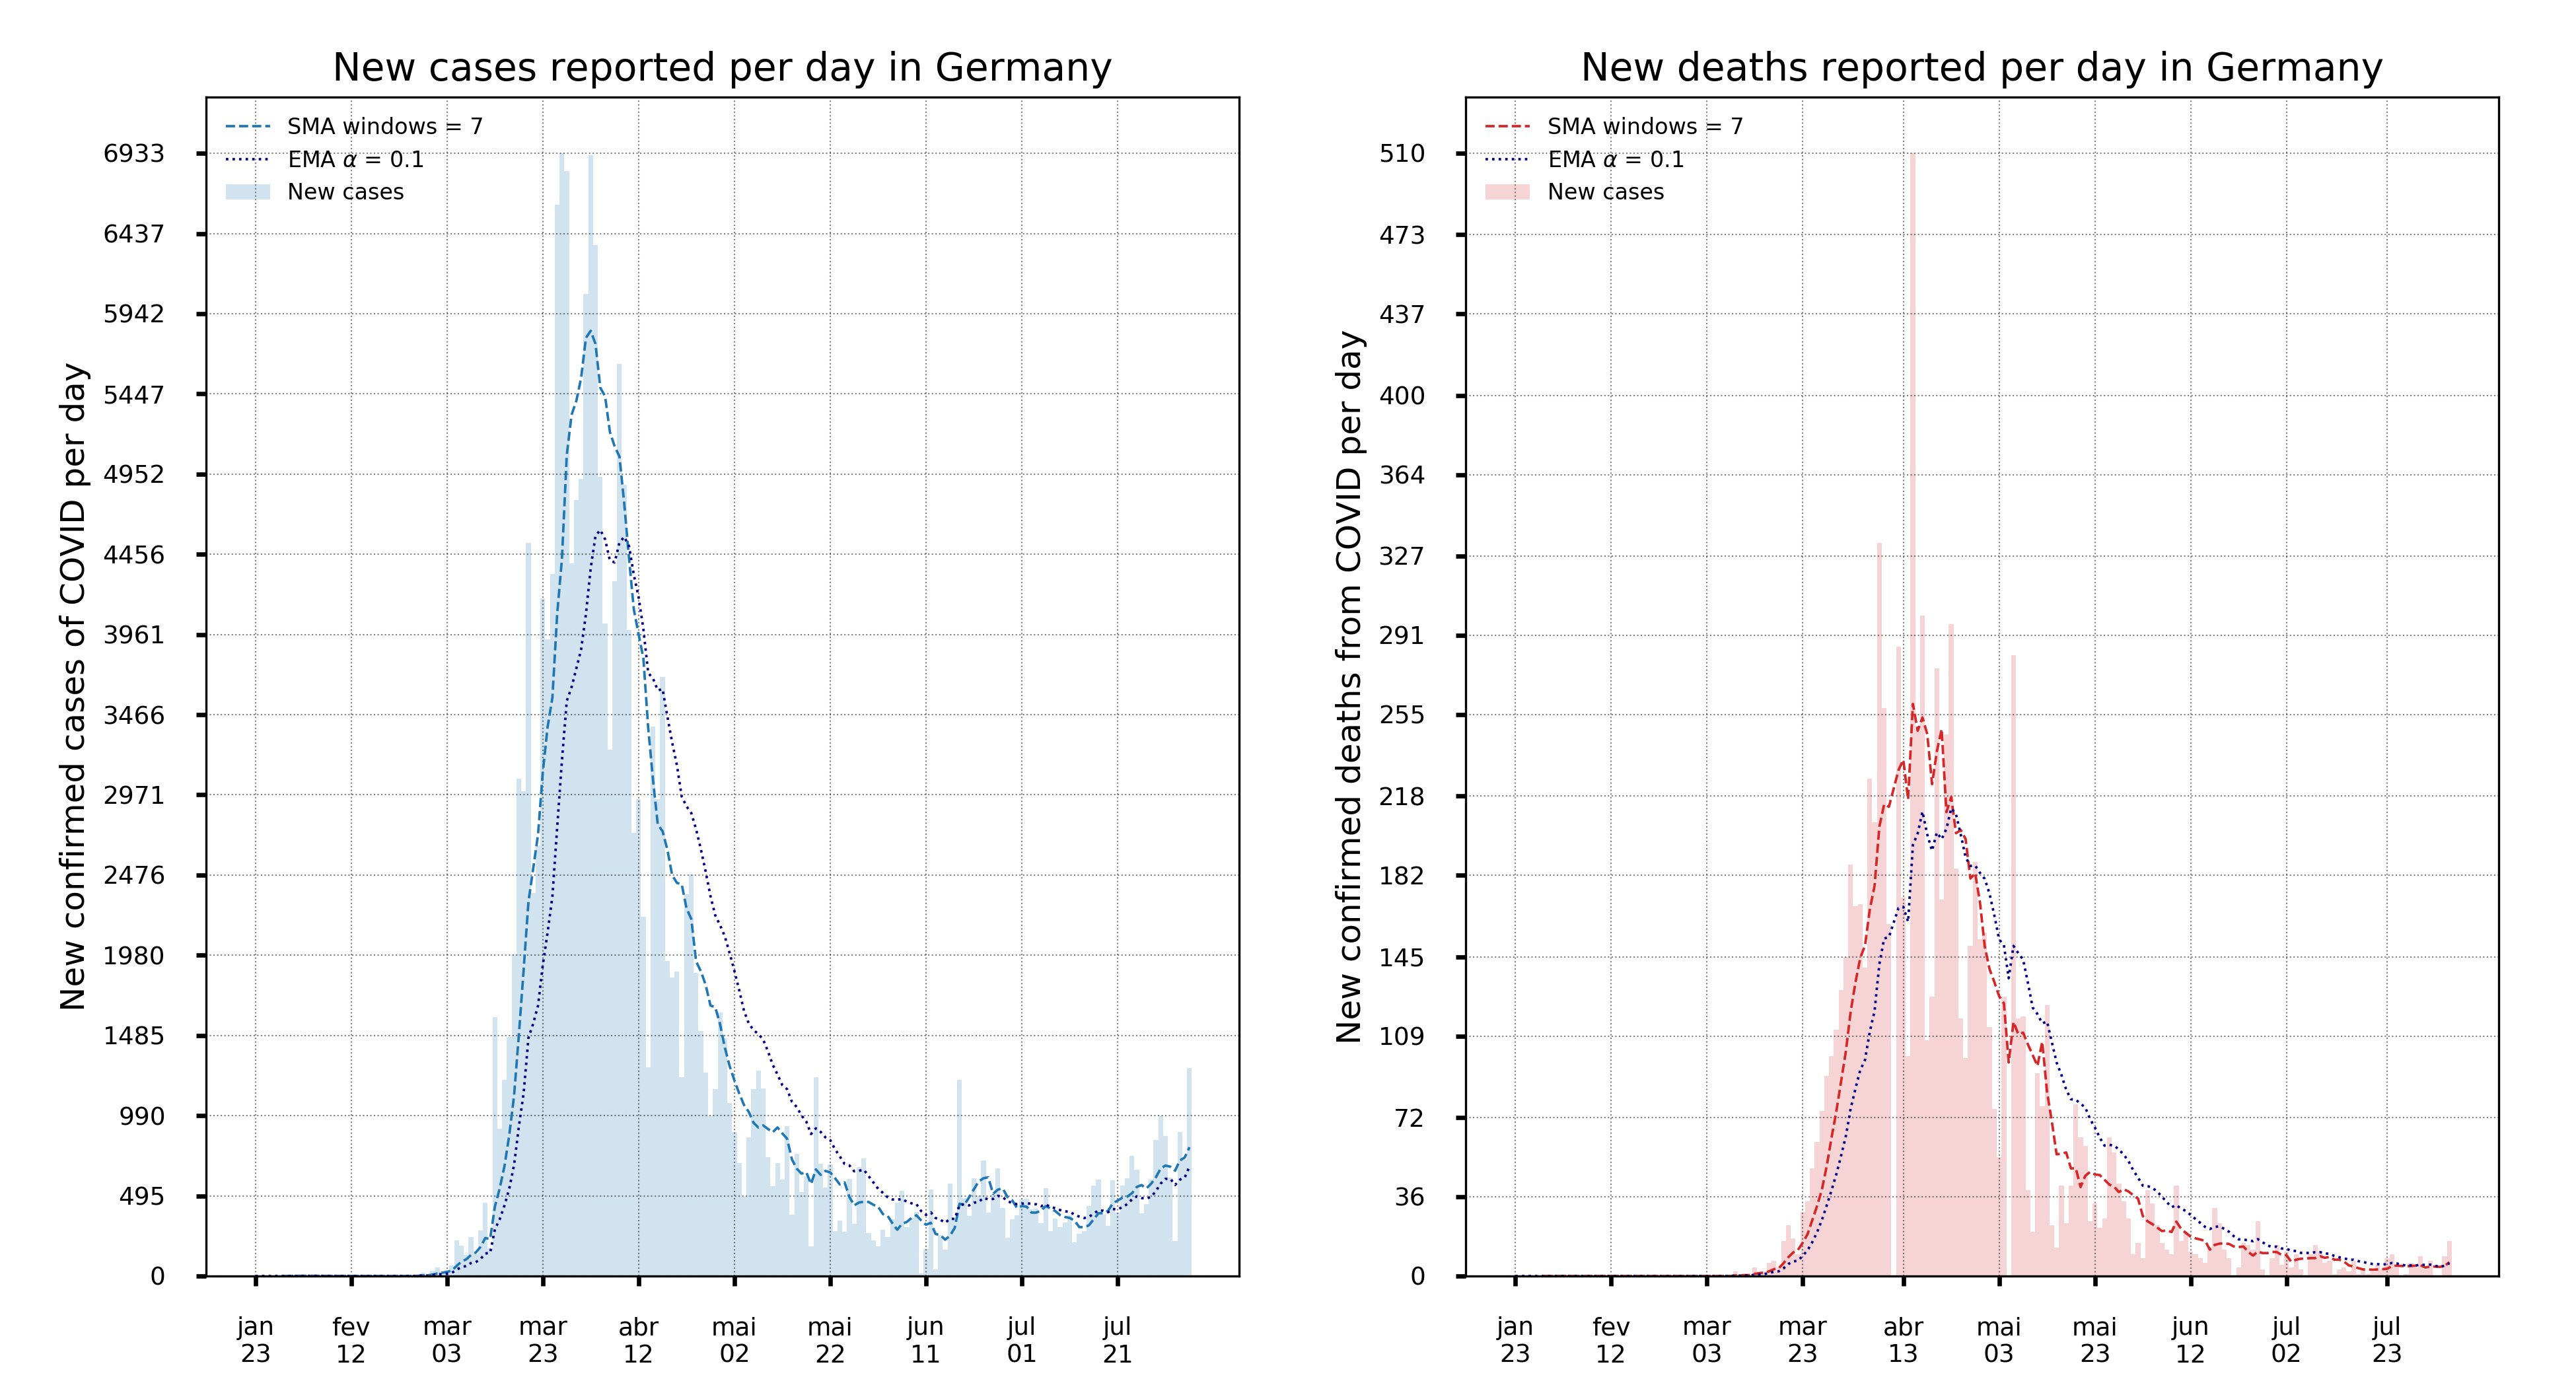 New cases reported per day in Germany
SMA windows = 7
EMA α = 0.1
New cases
New confirmed cases of COVID per day
6933
6437
5942
5447
4952
4456
3961
3466
2971
2476
1980
1485
990
495
0
jan
23
fev
12
mar
03
mar
23
abr
12
mai
02
mai
22
jun
11
jul
01
jul
21
New deaths reported per day in Germany
SMA windows = 7
EMA α = 0.1
New cases
New confirmed deaths from COVID per day
510
473
437
400
364
327
291
255
218
182
145
109
72
36
0
jan
23
fev
12
mar
03
mar
23
abr
13
mai
03
mai
23
jun
12
jul
02
jul
23